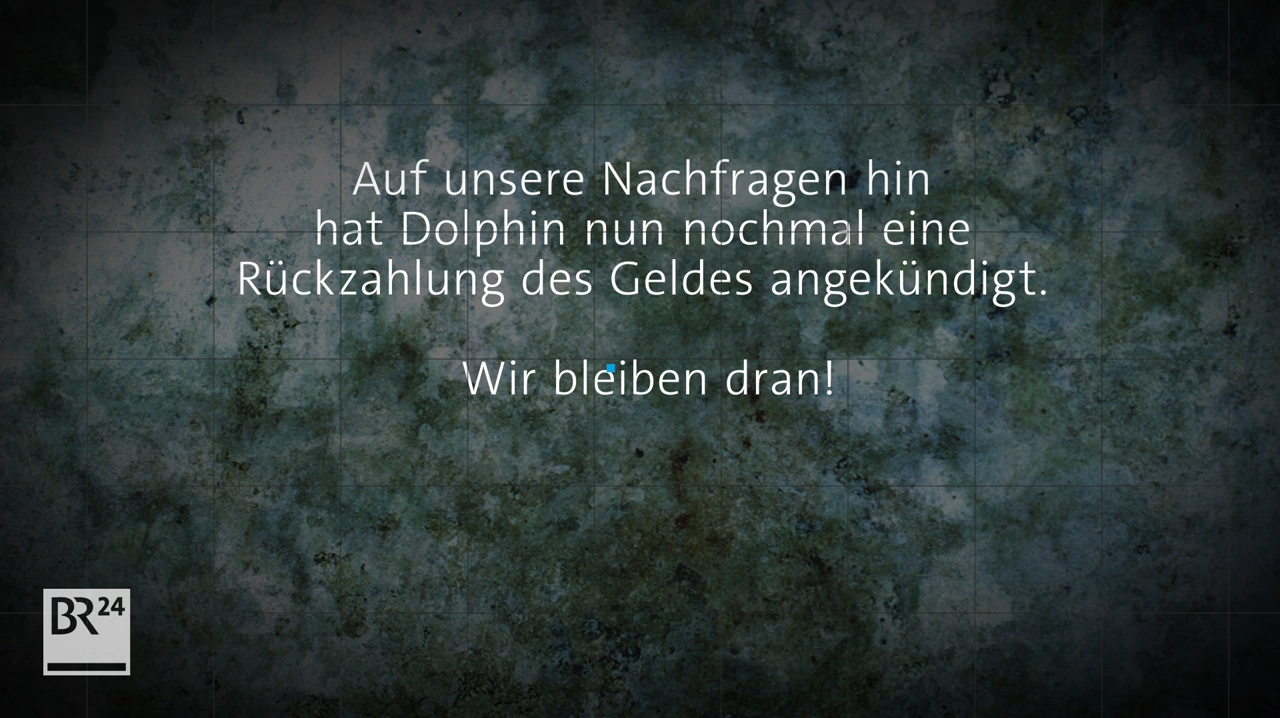 Auf unsere Nachfragen hin
hat Dolphin nun nochmal eine
Rückzahlung des Geldes angekündigt.
Wir bleiben dran!
BR24